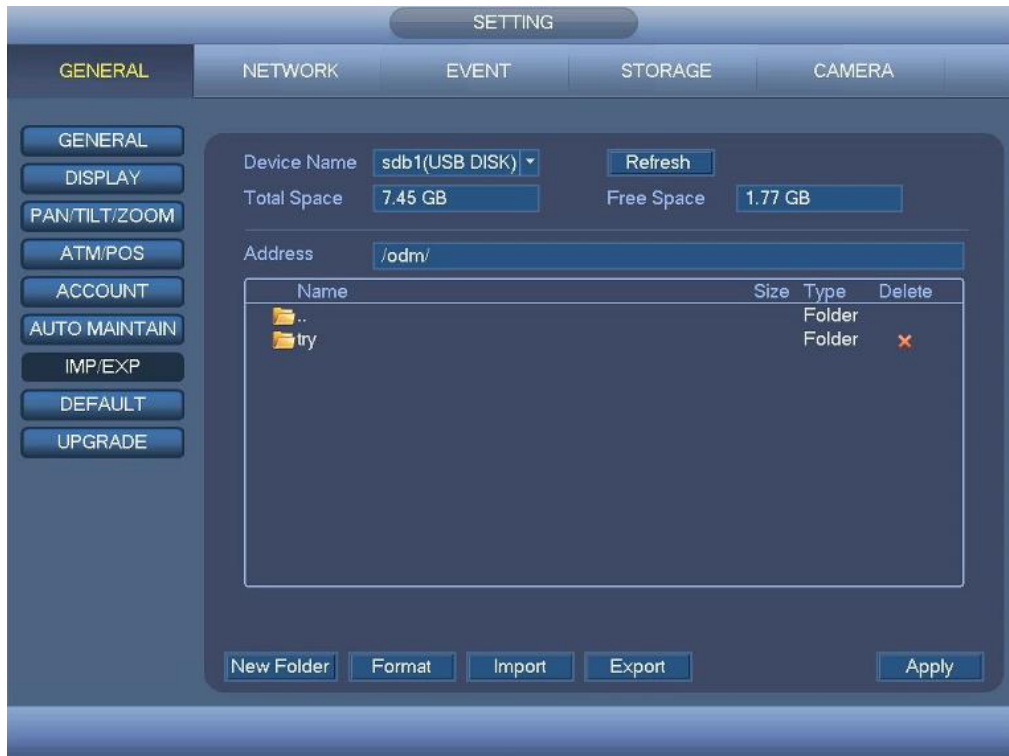 SETTING
GENERAL NETWORK EVENT STORAGE CAMERA
GENERAL
DISPLAY
PAN/TILT/ZOOM
ATM/POS
ACCOUNT
AUTO MAINTAIN
IMP/EXP
DEFAULT
UPGRADE
Device Name sdb1(USB DISK) Refresh
Total Space 7.45 GB Free Space 1.77 GB
Address /odm/
Name Size Type Delete
.. Folder
try Folder
New Folder Format Import Export Apply